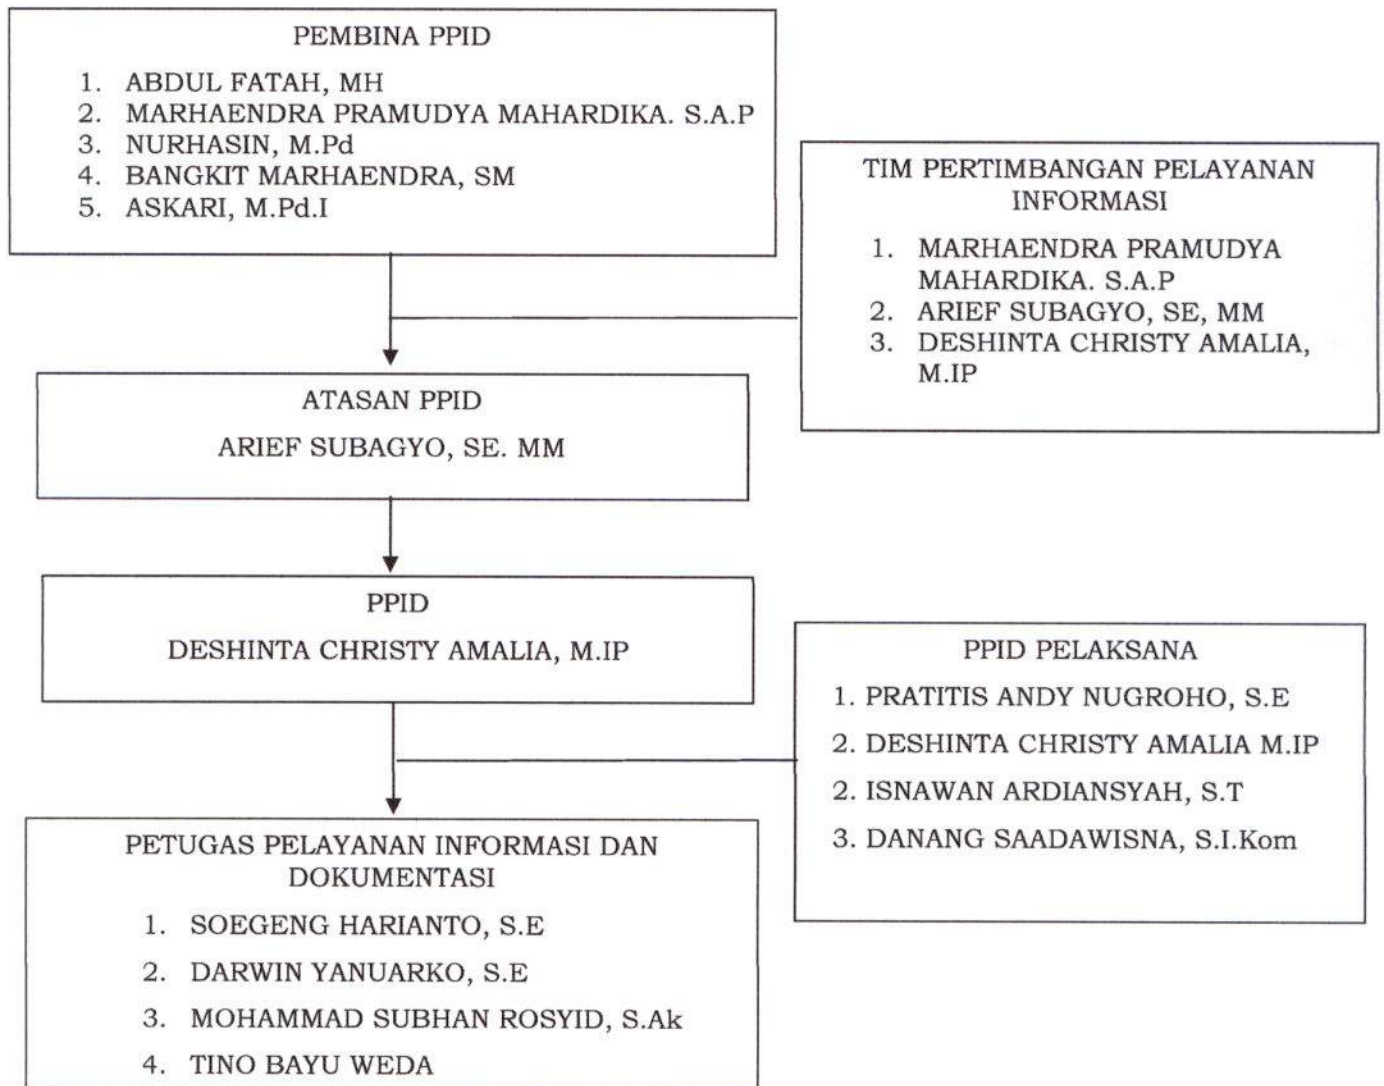 PEMBINA PPID
1. ABDUL FATAH, MH
2. MARHAENDRA PRAMUDYA MAHARDIKA. S.A.P
3. NURHASIN, M.Pd
4. BANGKIT MARHAENDRA, SM
5. ASKARI, M.Pd.I
TIM PERTIMBANGAN PELAYANAN
INFORMASI
1. MARHAENDRA PRAMUDYA
MAHARDIKA. S.A.P
2. ARIEF SUBAGYO, SE, MM
3. DESHINTA CHRISTY AMALIA,
M.IP
ATASAN PPID
ARIEF SUBAGYO, SE. MM
PPID
DESHINTA CHRISTY AMALIA, M.IP
PPID PELAKSANA
1. PRATITIS ANDY NUGROHO, S.E
2. DESHINTA CHRISTY AMALIA M.IP
2. ISNAWAN ARDIANSYAH, S.T
3. DANANG SAADAWISNA, S.I.Kom
PETUGAS PELAYANAN INFORMASI DAN
DOKUMENTASI
1. SOEGENG HARIANTO, S.E
2. DARWIN YANUARKO, S.E
3. MOHAMMAD SUBHAN ROSYID, S.Ak
4. TINO BAYU WEDA